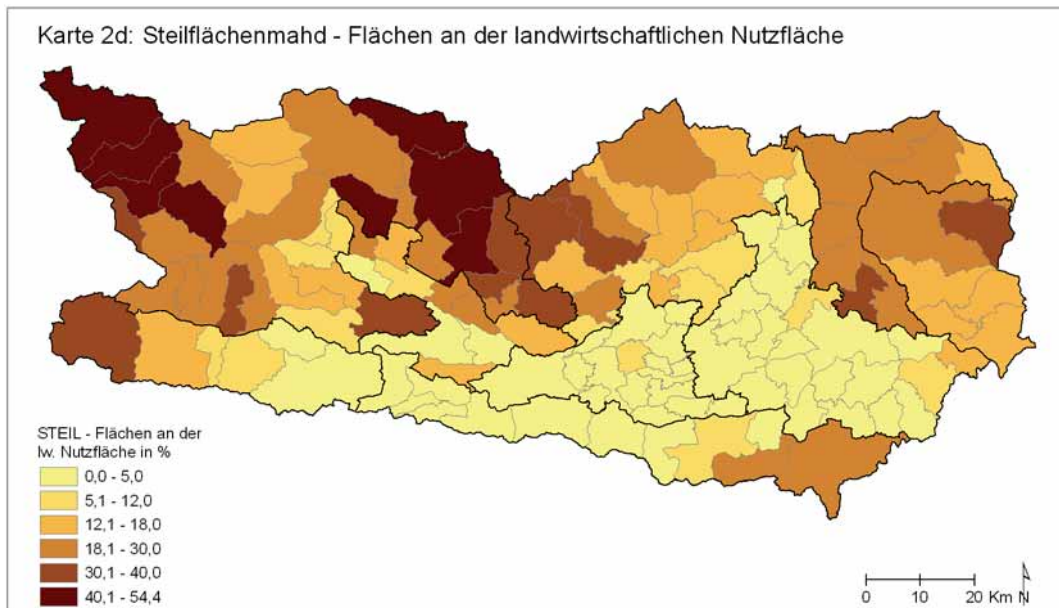 Karte 2d: Steilflächenmahd - Flächen an der landwirtschaftlichen Nutzfläche
STEIL - Flächen an der
lw. Nutzfläche in %
0,0 - 5,0
5,1 - 12,0
12,1 - 18,0
18,1 - 30,0
30,1 - 40,0
40,1 - 54,4
0 10 20 Km N